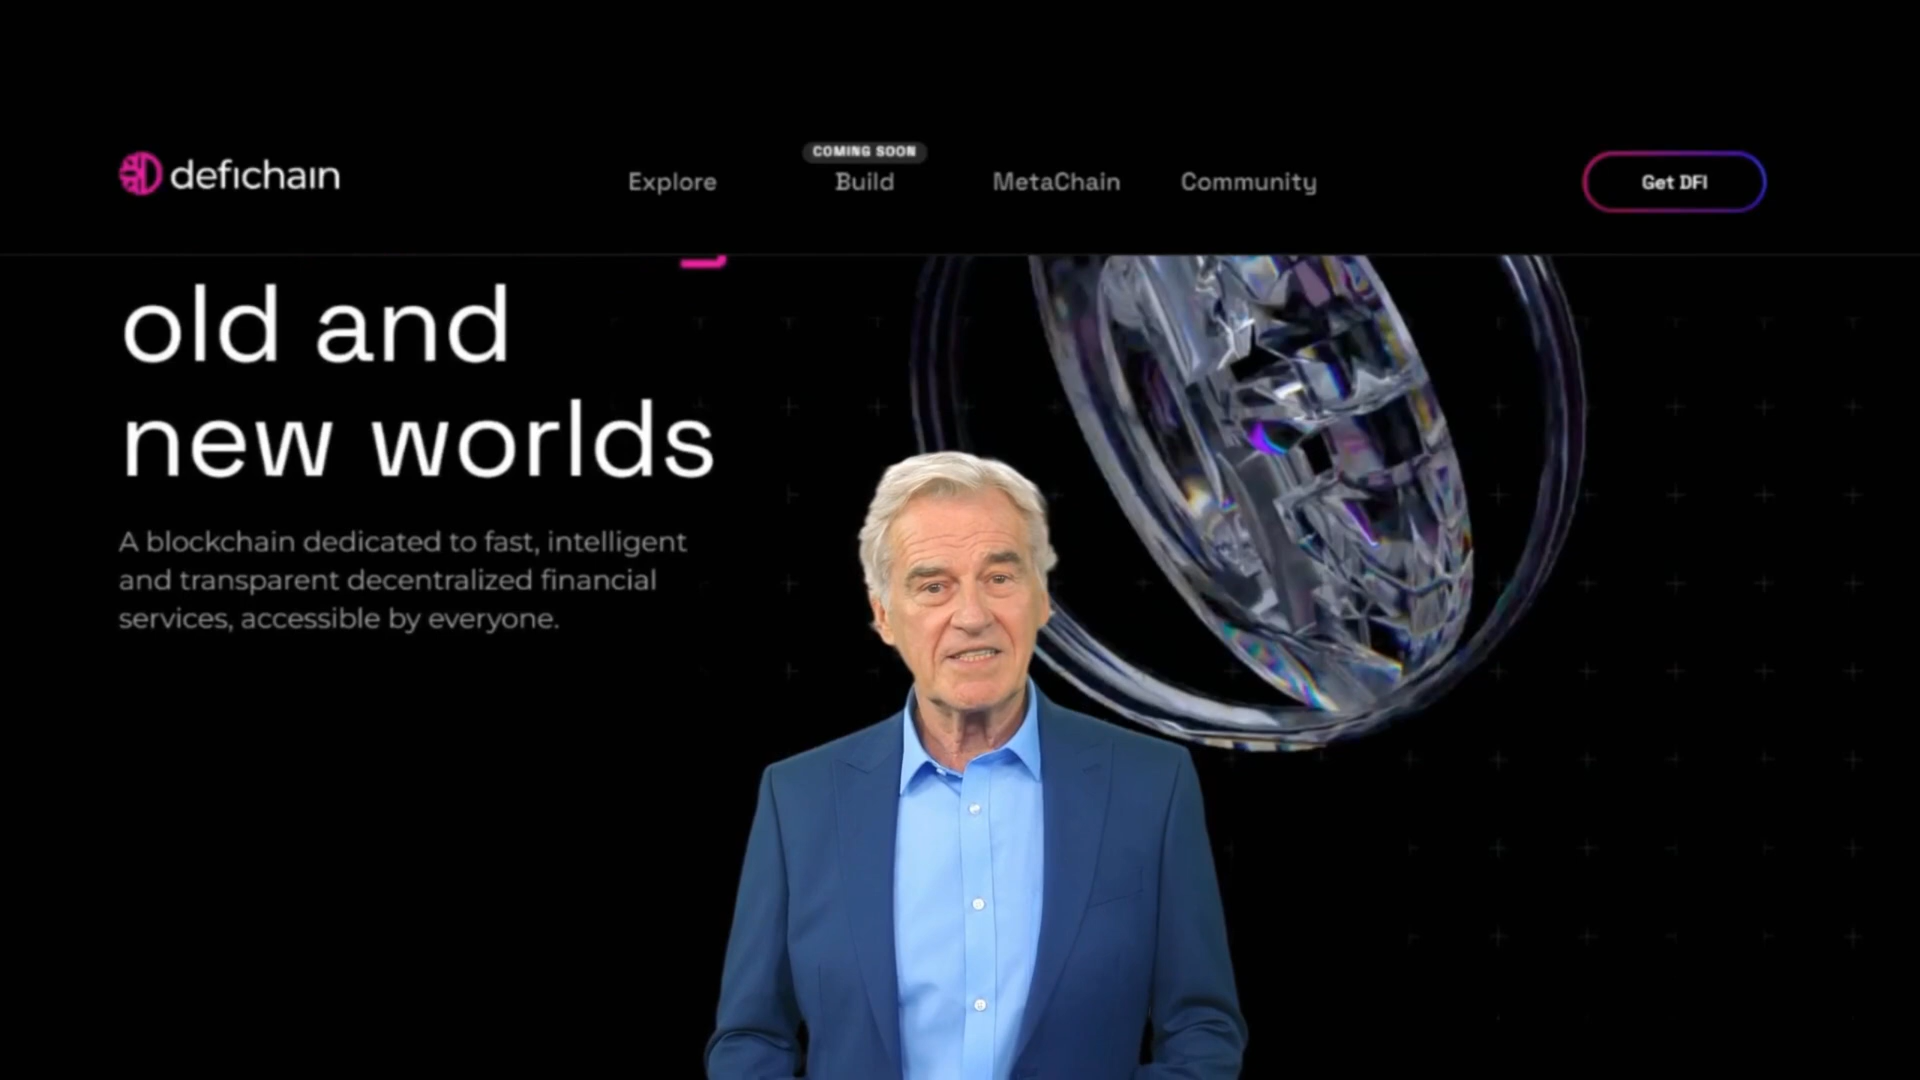 defichain
Explore
COMING SOON
Build
MetaChain
Community
Get DFI
old and
new worlds
A blockchain dedicated to fast, intelligent
and transparent decentralized financial
services, accessible by everyone.